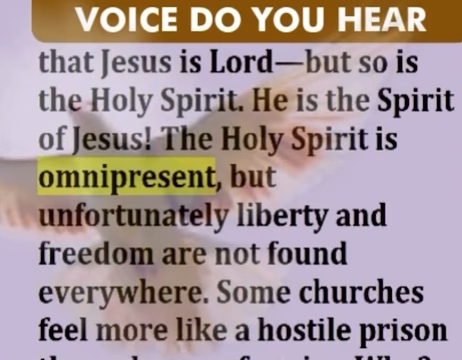 VOICE DO YOU HEAR
that Jesus is Lord—but so is
the Holy Spirit. He is the Spirit
of Jesus! The Holy Spirit is
omnipresent, but
unfortunately liberty and
freedom are not found
everywhere. Some churches
feel more like a hostile prison